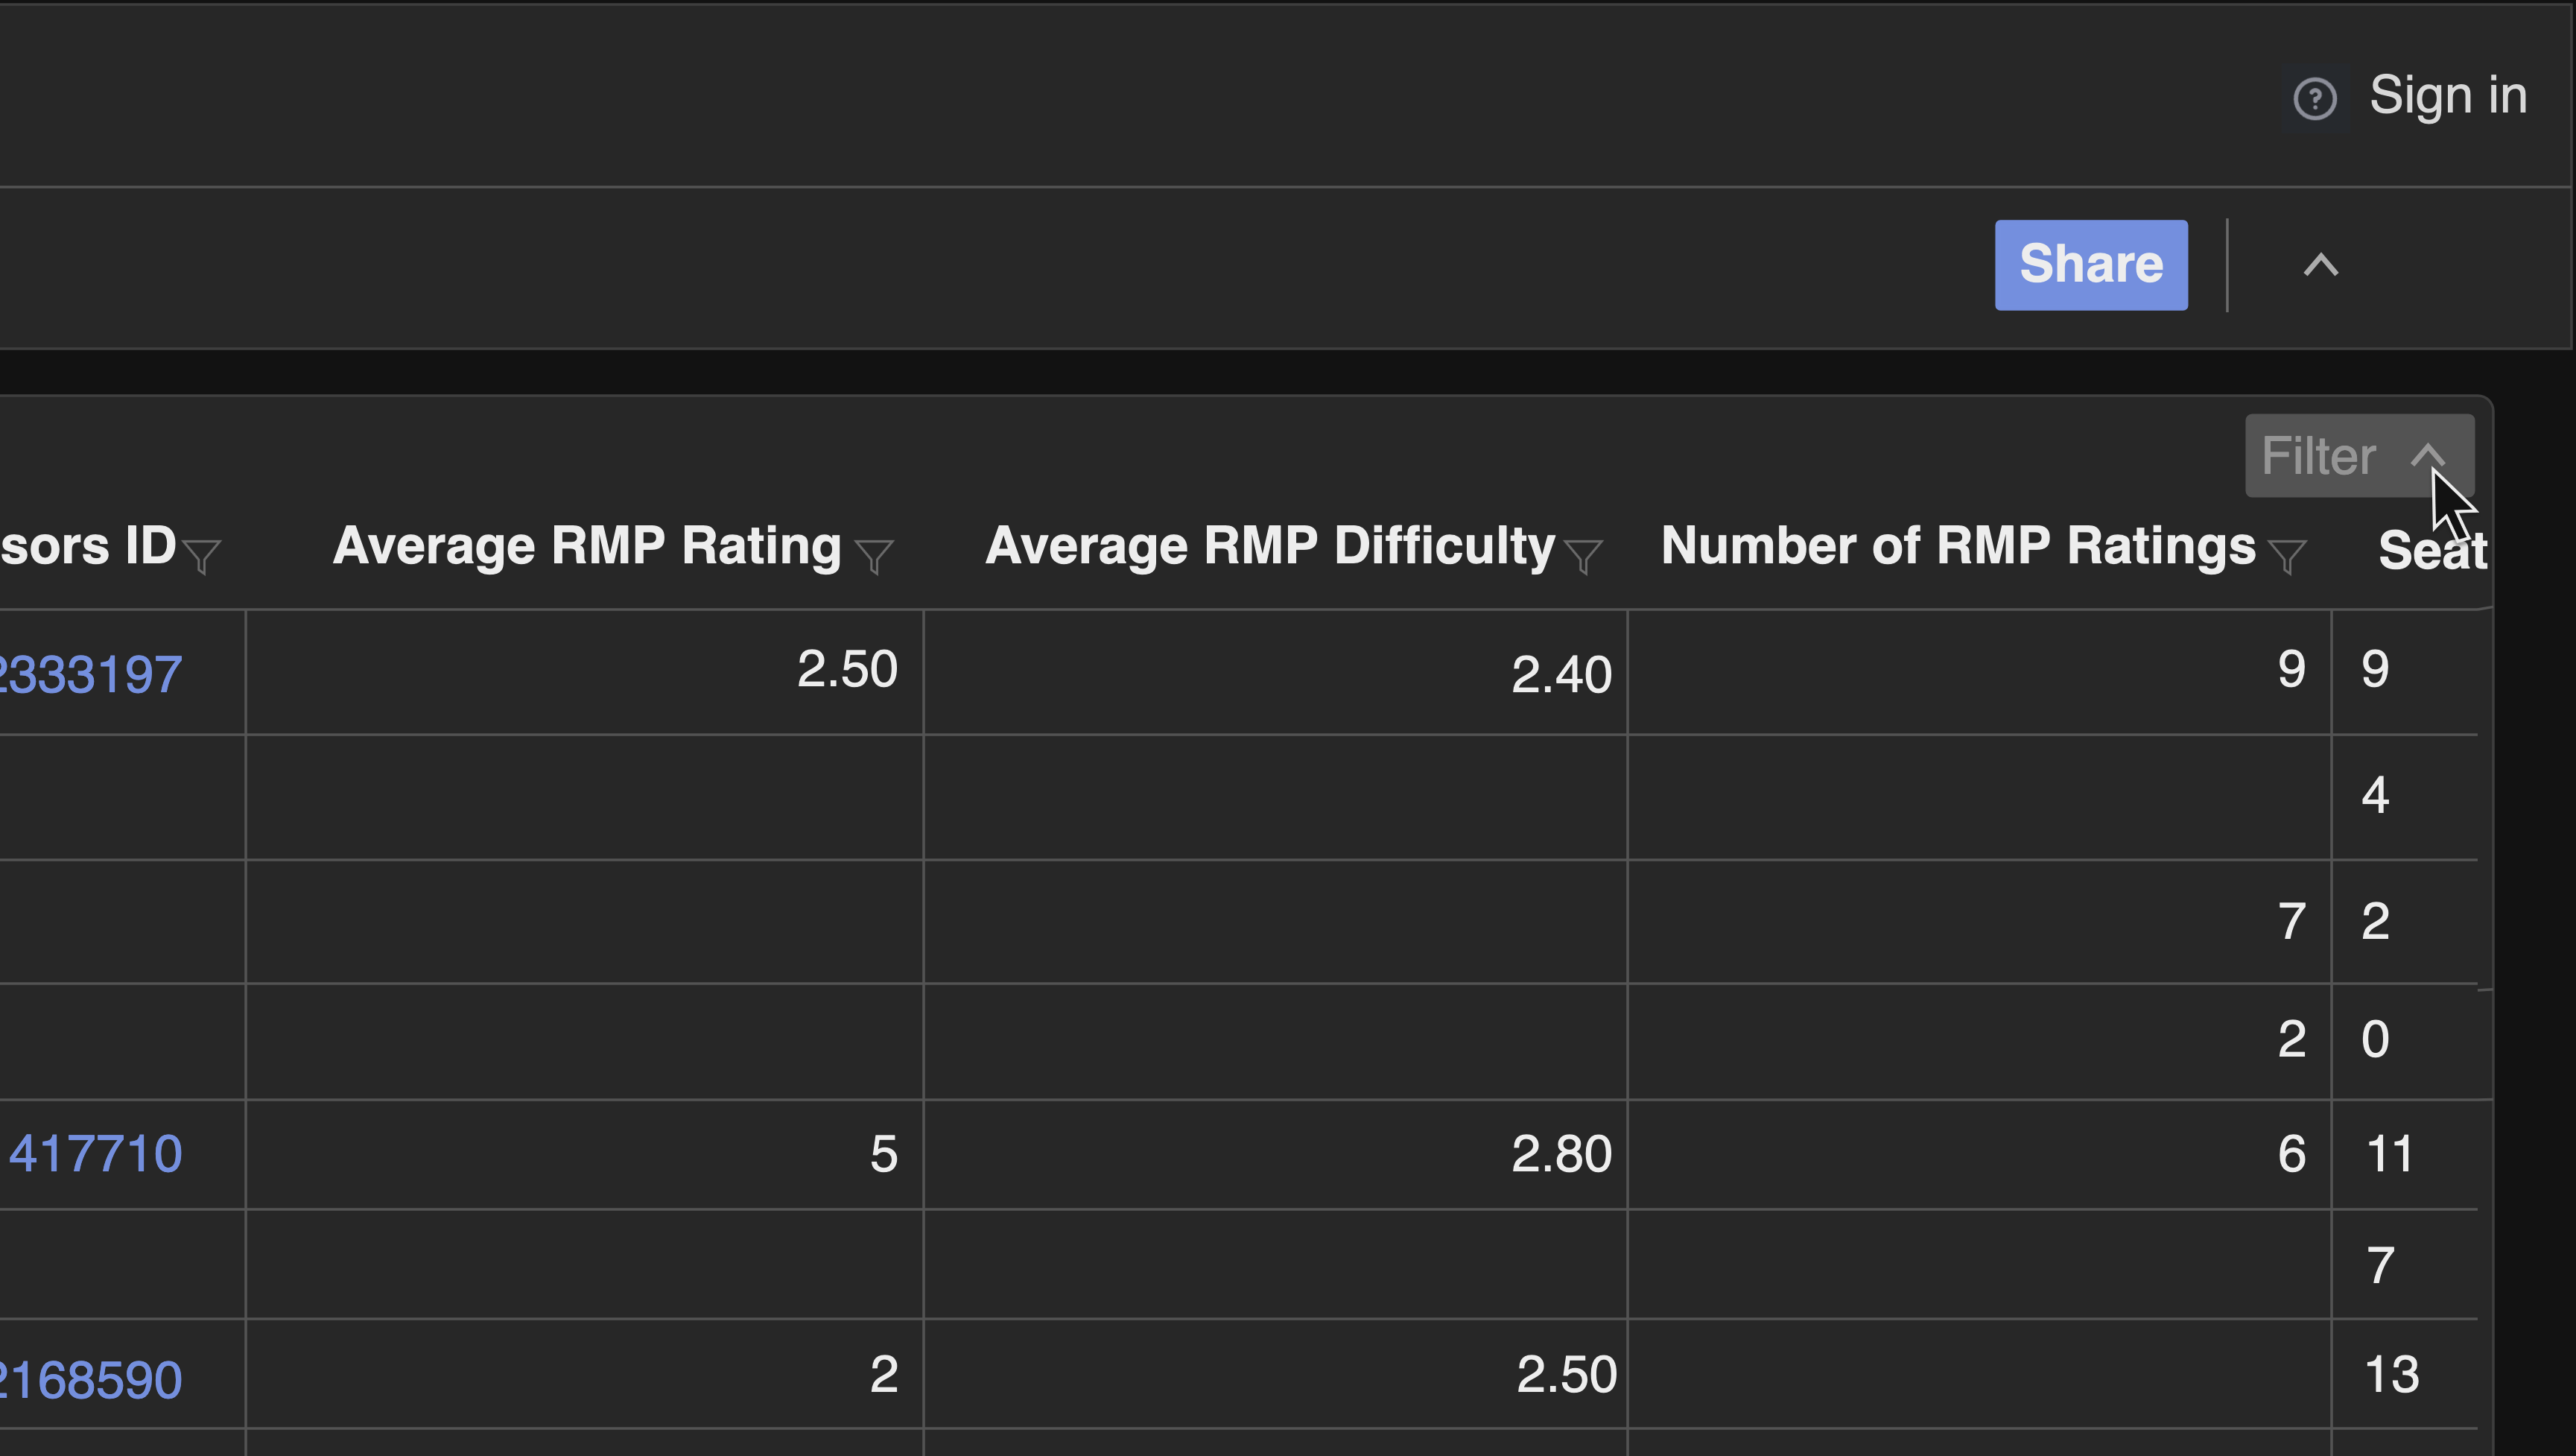 Sign in
Share
Filter
sors ID Average RMP Rating Average RMP Difficulty Number of RMP Ratings Seat
2333197 2.50 2.40 9 9
4
7 2
2 0
417710 5 2.80 6 11
7
2168590 2 2.50 13